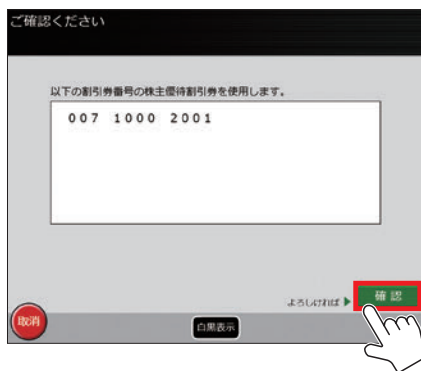 ご確認ください
以下の割引券番号の株主優待割引券を使用します。
007 1000 2001
よろしければ▶
確認
取消
白黒表示